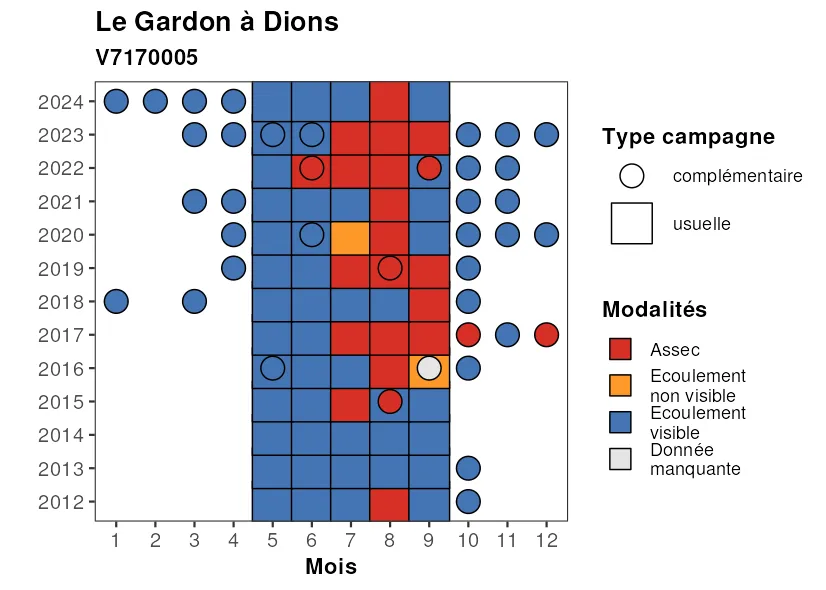 Le Gardon à Dions
V7170005
2024
2023
2022
2021
2020
2019
2018
2017
2016
2015
2014
2013
2012
1 2 3 4 5 6 7 8 9 10 11 12
Mois
Type campagne
complémentaire
usuelle
Modalités
Assec
Ecoulement
non visible
Ecoulement
visible
Donnée
manquante